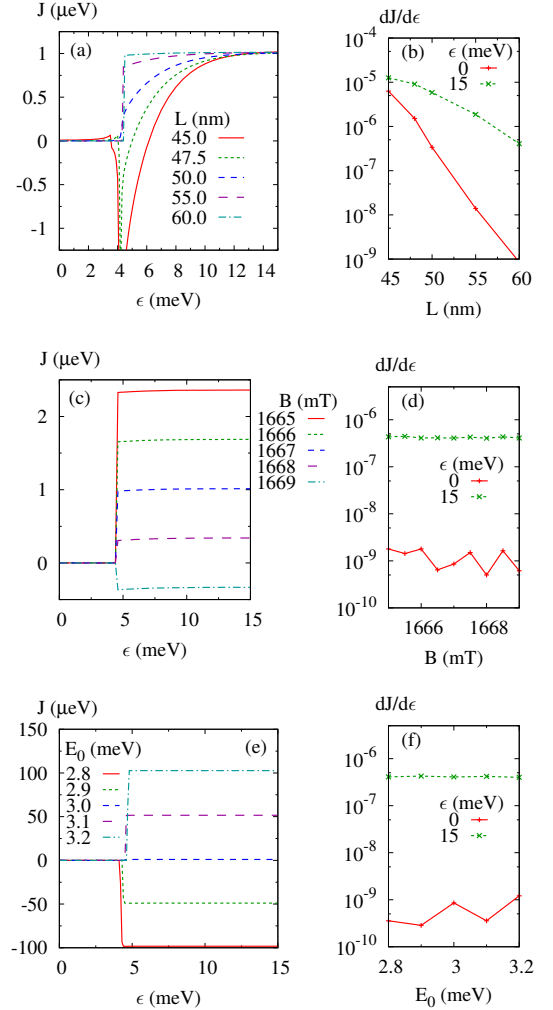 J (μeV)
(a)
1
0.5
0
-0.5
-1
L (nm)
45.0
47.5
50.0
55.0
60.0
0 2 4 6 8 10 12 14
ϵ (meV)
dJ/dϵ
(b)
ϵ (meV)
0
15
10^-4
10^-5
10^-6
10^-7
10^-8
10^-9
45 50 55 60
L (nm)
J (μeV)
(c)
2
1
0
B (mT)
1665
1666
1667
1668
1669
0 5 10 15
ϵ (meV)
dJ/dϵ
(d)
10^-5
10^-6
10^-7
10^-8
10^-9
10^-10
ϵ (meV)
0
15
1666 1668
B (mT)
J (μeV)
(e)
150
100
50
0
-50
-100
E_0 (meV)
2.8
2.9
3.0
3.1
3.2
0 5 10 15
ϵ (meV)
dJ/dϵ
(f)
10^-5
10^-6
10^-7
10^-8
10^-9
10^-10
ϵ (meV)
0
15
2.8 3 3.2
E_0 (meV)